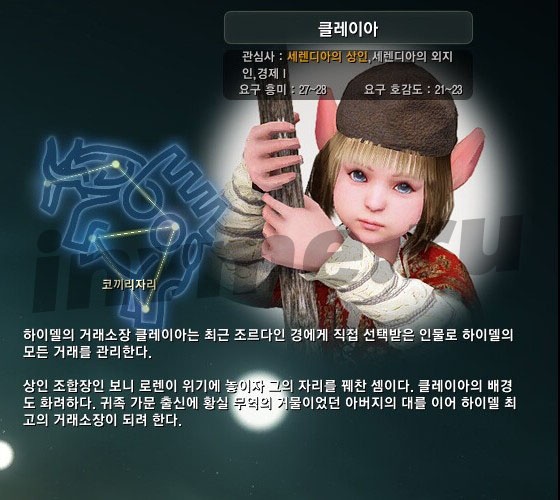 클레이아
관심사 : 세렌디아의 상인,세렌디아의 외지
인,경제 I
요구 흥미 : 27~28 요구 호감도 : 21~23
코끼리자리
하이델의 거래소장 클레이아는 최근 조르다인 경에게 직접 선택받은 인물로 하이델의
모든 거래를 관리한다.
상인 조합장인 보니 로렌이 위기에 놓이자 그의 자리를 꿰찬 셈이다. 클레이아의 배경
도 화려하다. 귀족 가문 출신에 황실 무역의 거물이었던 아버지의 대를 이어 하이델 최
고의 거래소장이 되려 한다.